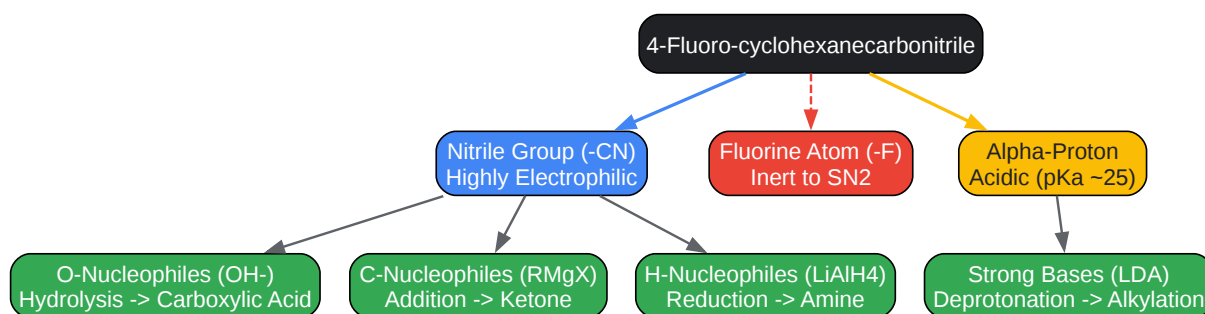 4-Fluoro-cyclohexanecarbonitrile
Nitrile Group (-CN)
Highly Electrophilic
Fluorine Atom (-F)
Inert to SN2
Alpha-Proton
Acidic (pKa ~25)
O-Nucleophiles (OH-)
Hydrolysis -> Carboxylic Acid
C-Nucleophiles (RMgX)
Addition -> Ketone
H-Nucleophiles (LiAlH4)
Reduction -> Amine
Strong Bases (LDA)
Deprotonation -> Alkylation